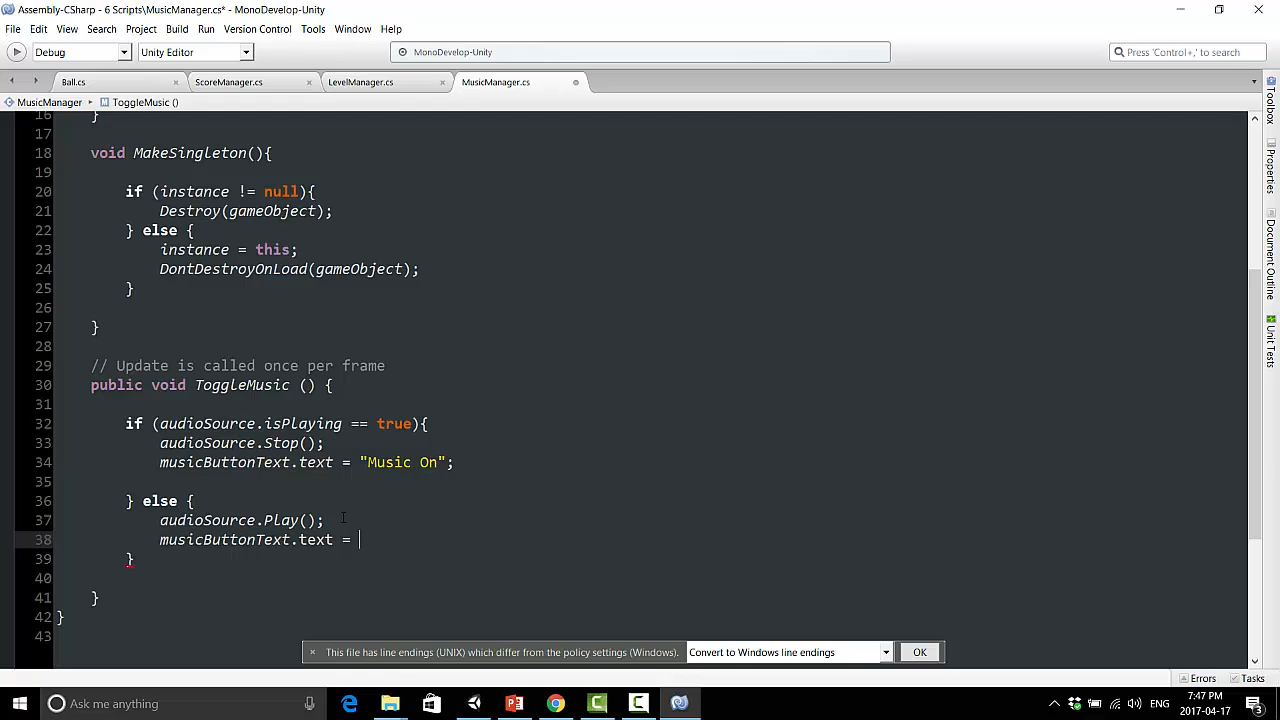 Assembly-CSharp - 6 Scripts\MusicManager.cs* - MonoDevelop-Unity
File Edit View Search Project Build Run Version Control Tools Window Help
Debug Unity Editor MonoDevelop-Unity Press 'Control+,' to search
Ball.cs ScoreManager.cs LevelManager.cs MusicManager.cs
MusicManager ToggleMusic ()
16 }
17
18 void MakeSingleton(){
19
20 if (instance != null){
21 Destroy(gameObject);
22 } else {
23 instance = this;
24 DontDestroyOnLoad(gameObject);
25 }
26
27 }
28
29 // Update is called once per frame
30 public void ToggleMusic () {
31
32 if (audioSource.isPlaying == true){
33 audioSource.Stop();
34 musicButtonText.text = "Music On";
35
36 } else {
37 audioSource.Play();
38 musicButtonText.text =
39 }
40
41 }
42 }
43
Toolbox
Properties
Document Outline
Unit Tests
× This file has line endings (UNIX) which differ from the policy settings (Windows). Convert to Windows line endings OK
Errors Tasks
Ask me anything
7:47 PM
2017-04-17
3